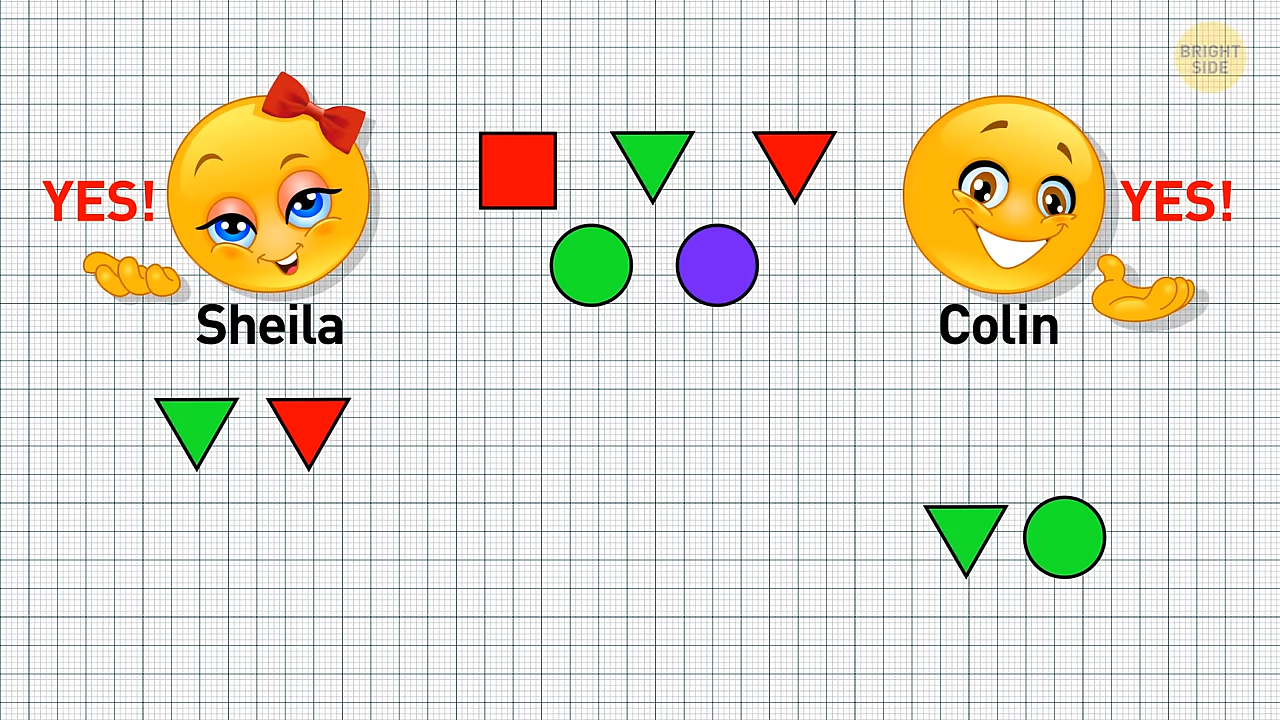 BRIGHT
SIDE
YES!
YES!
Sheila
Colin